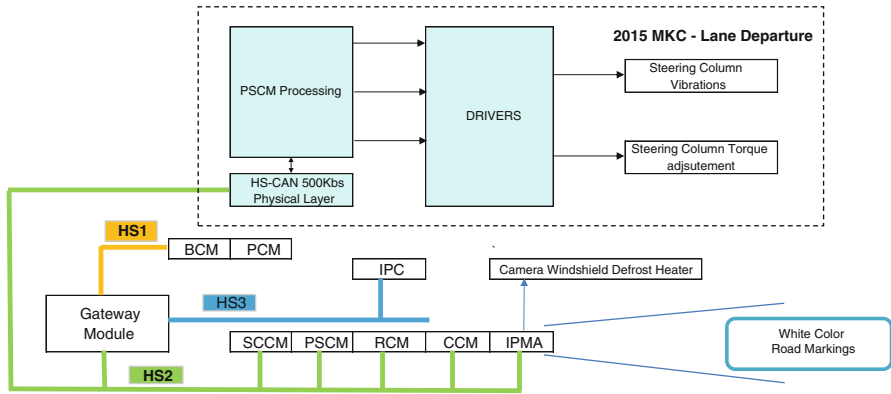 2015 MKC - Lane Departure
PSCM Processing
DRIVERS
Steering Column
Vibrations
Steering Column Torque
adjsutement
HS-CAN 500Kbs
Physical Layer
HS1
BCM
PCM
IPC
Camera Windshield Defrost Heater
HS3
Gateway
Module
SCCM
PSCM
RCM
CCM
IPMA
White Color
Road Markings
HS2